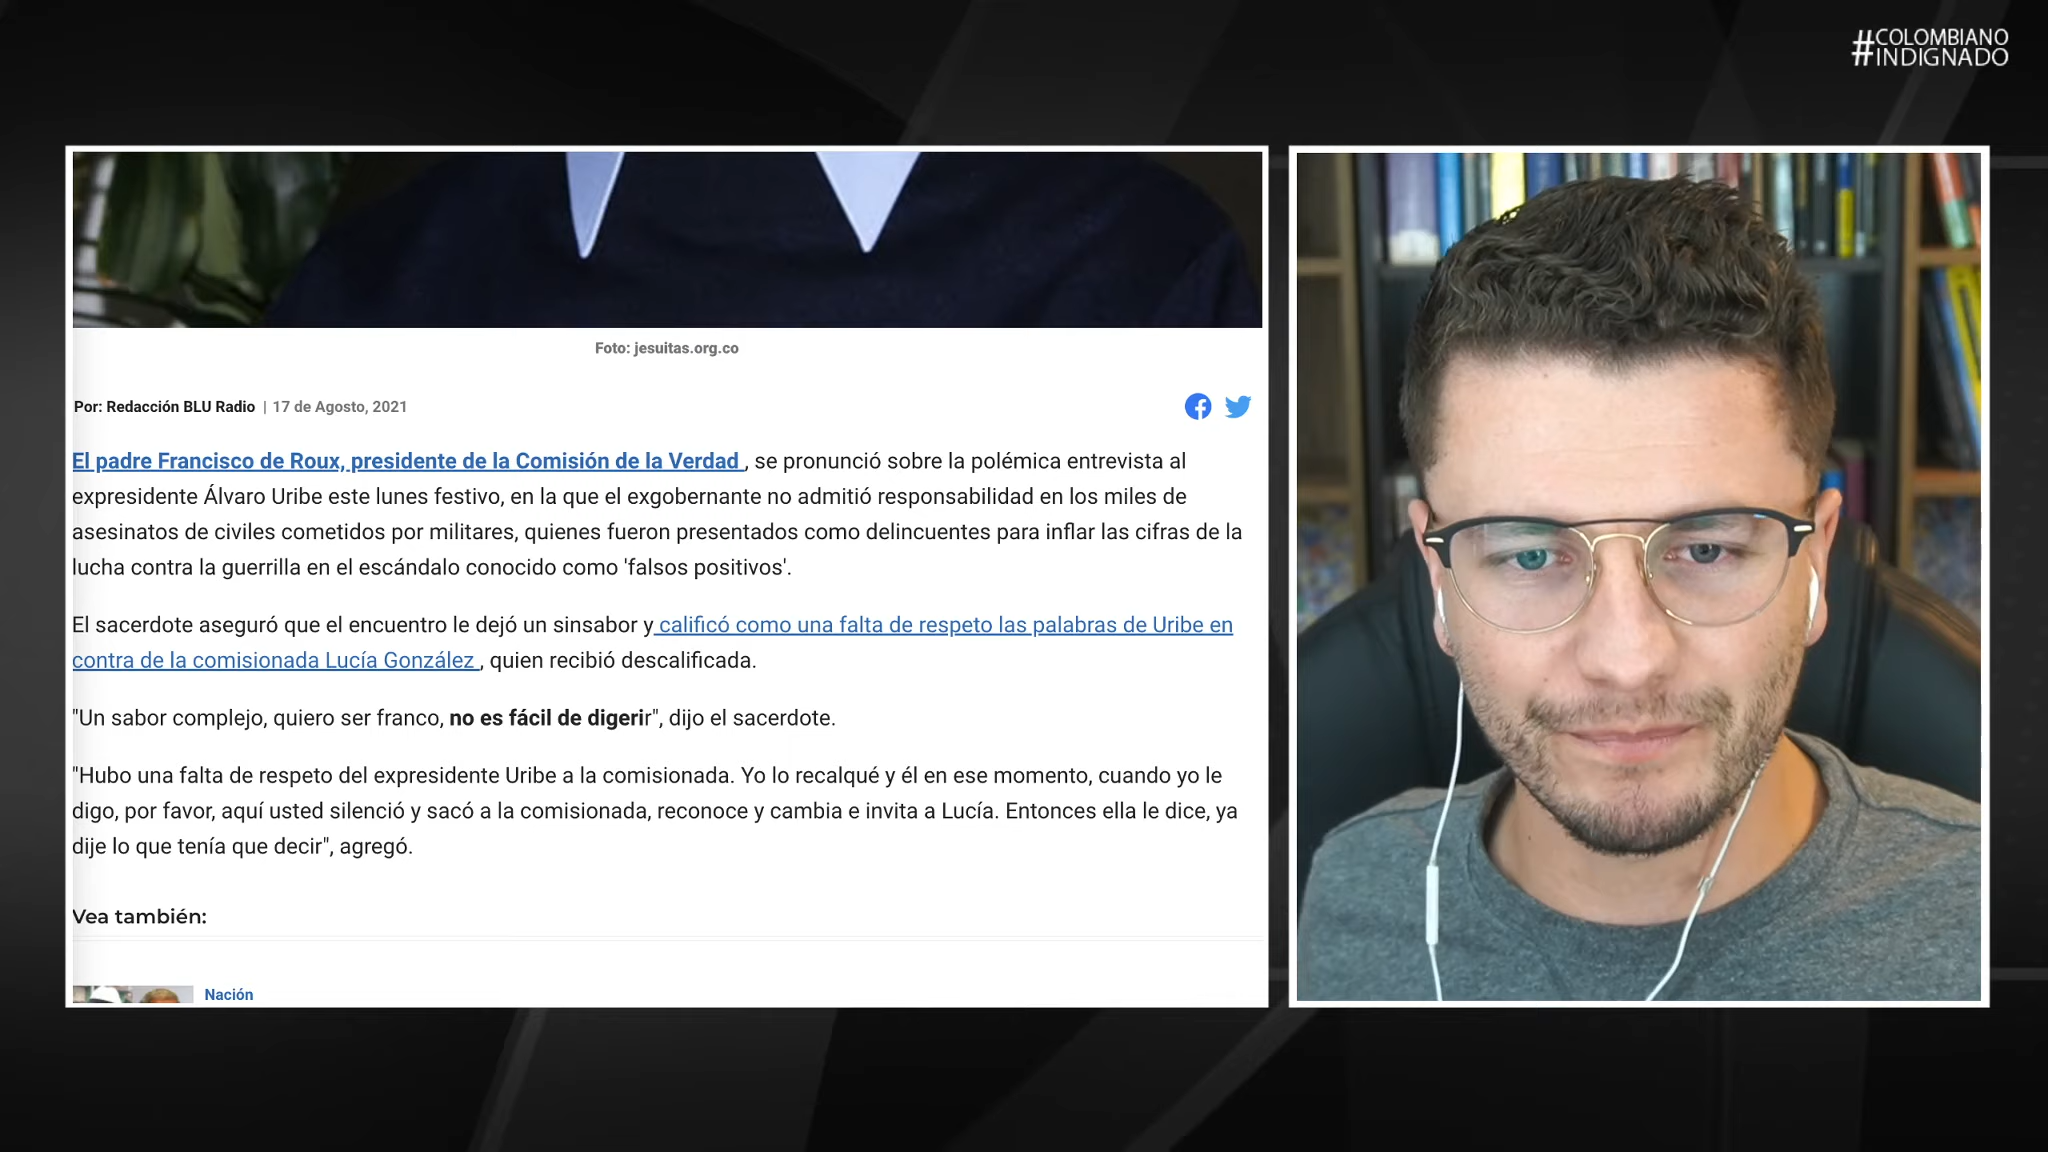 #COLOMBIANO
INDIGNADO
Foto: jesuitas.org.co
Por: Redacción BLU Radio | 17 de Agosto, 2021
El padre Francisco de Roux, presidente de la Comisión de la Verdad , se pronunció sobre la polémica entrevista al
expresidente Álvaro Uribe este lunes festivo, en la que el exgobernante no admitió responsabilidad en los miles de
asesinatos de civiles cometidos por militares, quienes fueron presentados como delincuentes para inflar las cifras de la
lucha contra la guerrilla en el escándalo conocido como 'falsos positivos'.
El sacerdote aseguró que el encuentro le dejó un sinsabor y calificó como una falta de respeto las palabras de Uribe en
contra de la comisionada Lucía González , quien recibió descalificada.
"Un sabor complejo, quiero ser franco, no es fácil de digerir", dijo el sacerdote.
"Hubo una falta de respeto del expresidente Uribe a la comisionada. Yo lo recalqué y él en ese momento, cuando yo le
digo, por favor, aquí usted silenció y sacó a la comisionada, reconoce y cambia e invita a Lucía. Entonces ella le dice, ya
dije lo que tenía que decir", agregó.
Vea también:
Nación